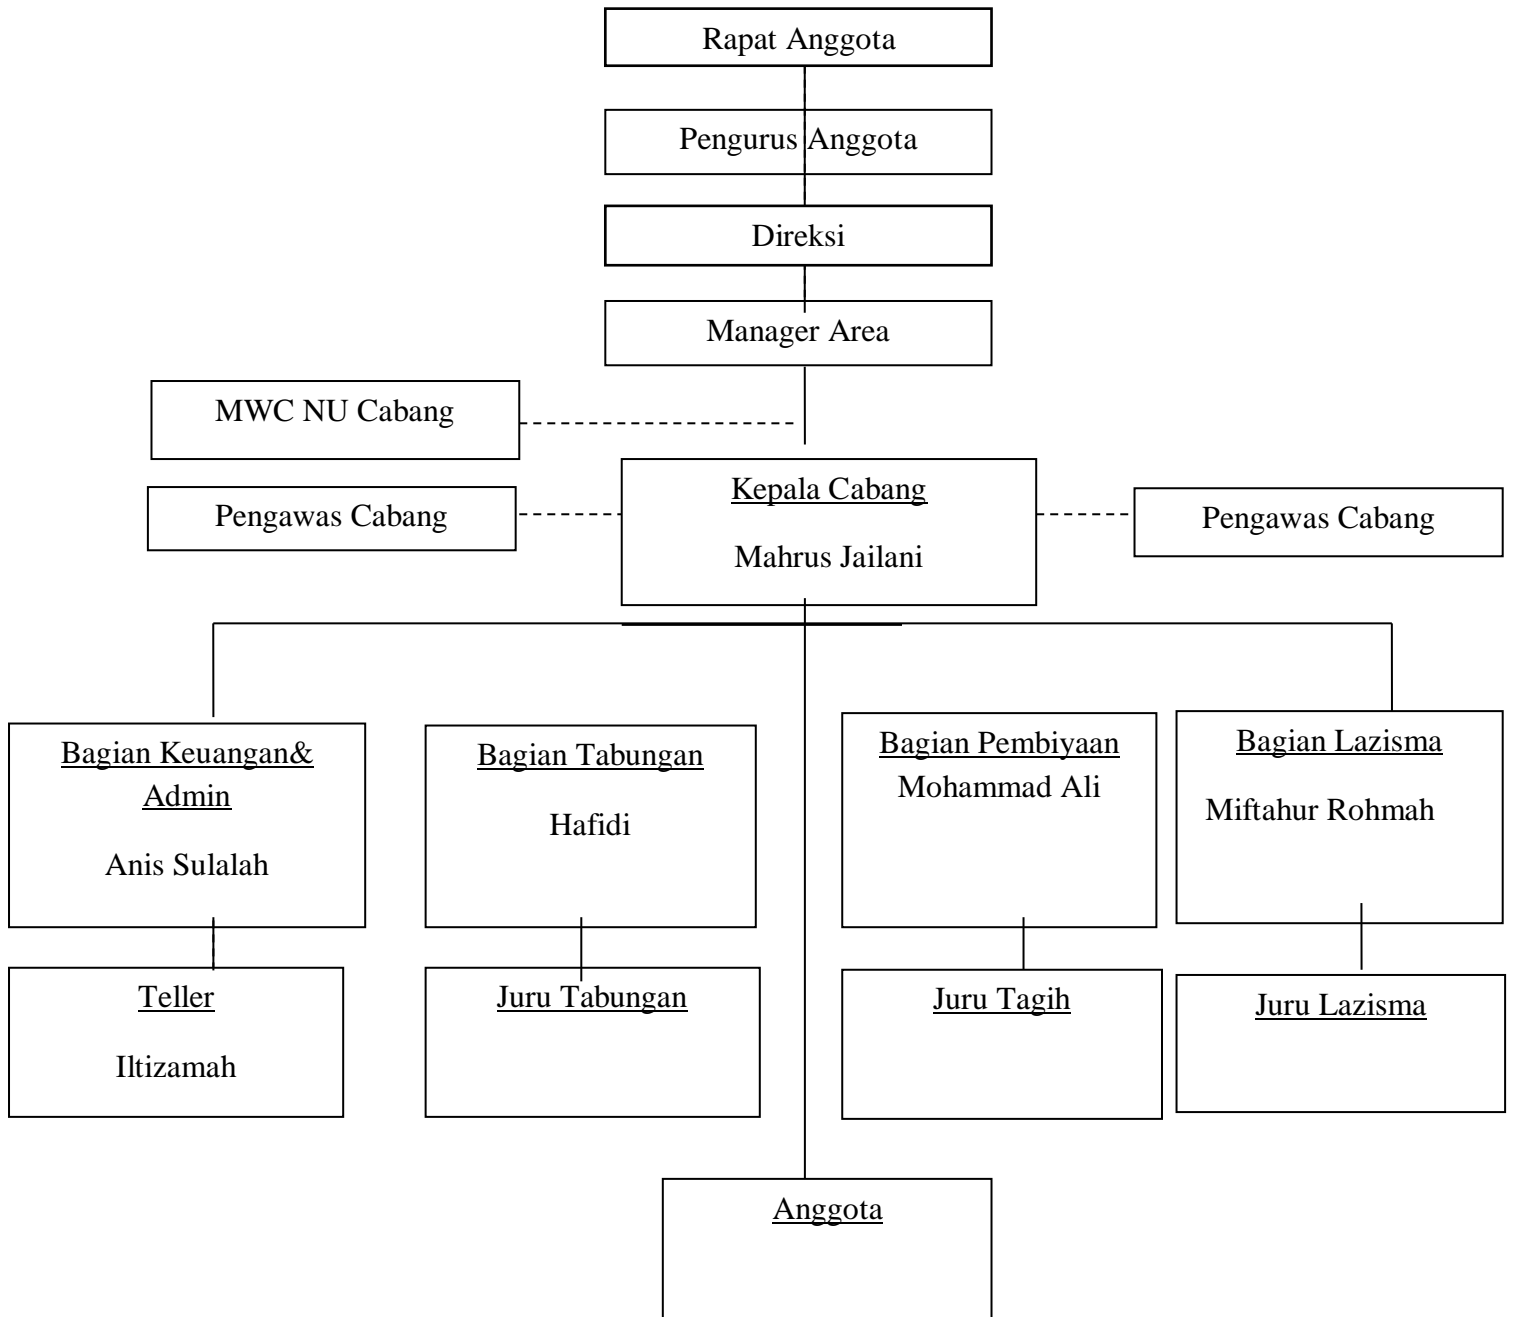 Rapat Anggota
Pengurus Anggota
Direksi
Manager Area
MWC NU Cabang
Pengawas Cabang
Kepala Cabang
Mahrus Jailani
Pengawas Cabang
Bagian Keuangan&
Admin
Anis Sulalah
Bagian Tabungan
Hafidi
Bagian Pembiyaan
Mohammad Ali
Bagian Lazisma
Miftahur Rohmah
Teller
Iltizamah
Juru Tabungan
Juru Tagih
Juru Lazisma
Anggota